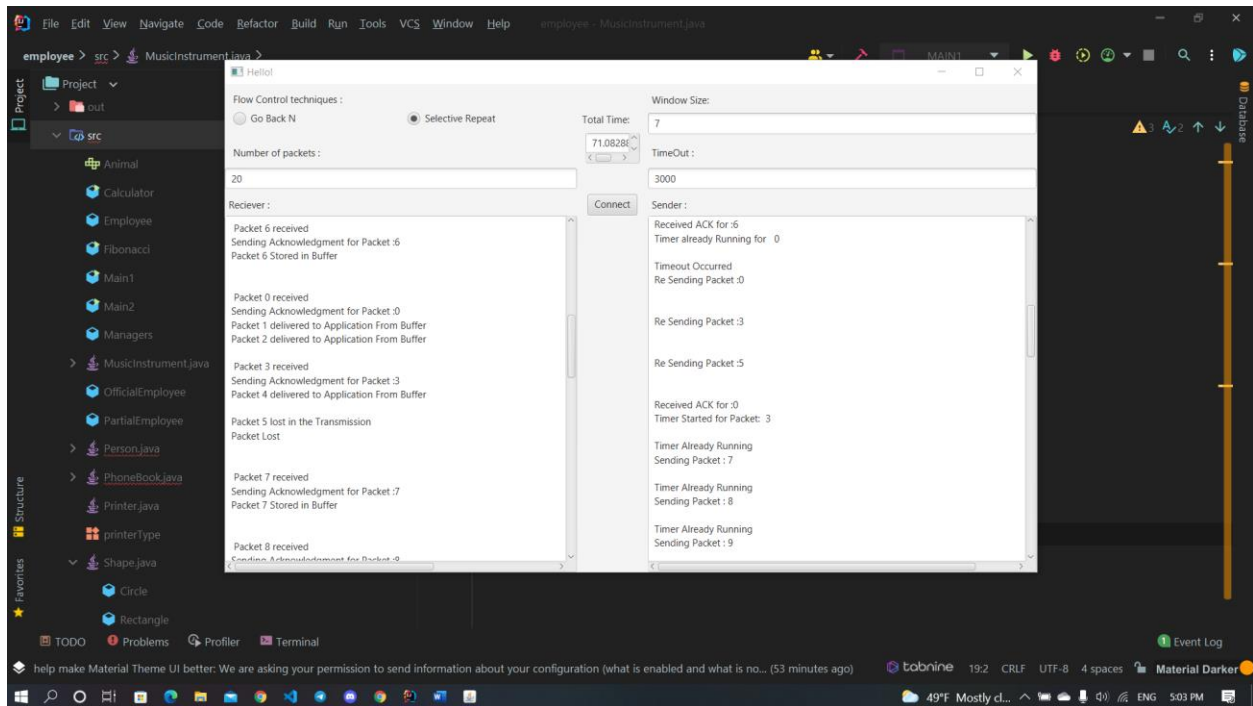 File Edit View Navigate Code Refactor Build Run Tools VCS Window Help employee - MusicInstrument.java
employee > src > MusicInstrument.java >
MAIN1
Project
Project
out
src
Animal
Calculator
Employee
Fibonacci
Main1
Main2
Managers
MusicInstrument.java
OfficialEmployee
PartialEmployee
Person.java
PhoneBook.java
Printer.java
printerType
Shape.java
Circle
Rectangle
Structure
Favorites
Database
3 2
Hello!
Flow Control techniques :
Go Back N Selective Repeat
Number of packets :
20
Total Time:
71.0828
Connect
Window Size:
7
TimeOut :
3000
Reciever :
Packet 6 received
Sending Acknowledgment for Packet :6
Packet 6 Stored in Buffer
Packet 0 received
Sending Acknowledgment for Packet :0
Packet 1 delivered to Application From Buffer
Packet 2 delivered to Application From Buffer
Packet 3 received
Sending Acknowledgment for Packet :3
Packet 4 delivered to Application From Buffer
Packet 5 lost in the Transmission
Packet Lost
Packet 7 received
Sending Acknowledgment for Packet :7
Packet 7 Stored in Buffer
Packet 8 received
Sending Acknowledgment for Packet :8
Sender :
Received ACK for :6
Timer already Running for 0
Timeout Occurred
Re Sending Packet :0
Re Sending Packet :3
Re Sending Packet :5
Received ACK for :0
Timer Started for Packet: 3
Timer Already Running
Sending Packet : 7
Timer Already Running
Sending Packet : 8
Timer Already Running
Sending Packet : 9
TODO Problems Profiler Terminal
1 Event Log
help make Material Theme UI better: We are asking your permission to send information about your configuration (what is enabled and what is no... (53 minutes ago)
tabnine 19:2 CRLF UTF-8 4 spaces Material Darker
49°F Mostly cl... ENG 5:03 PM